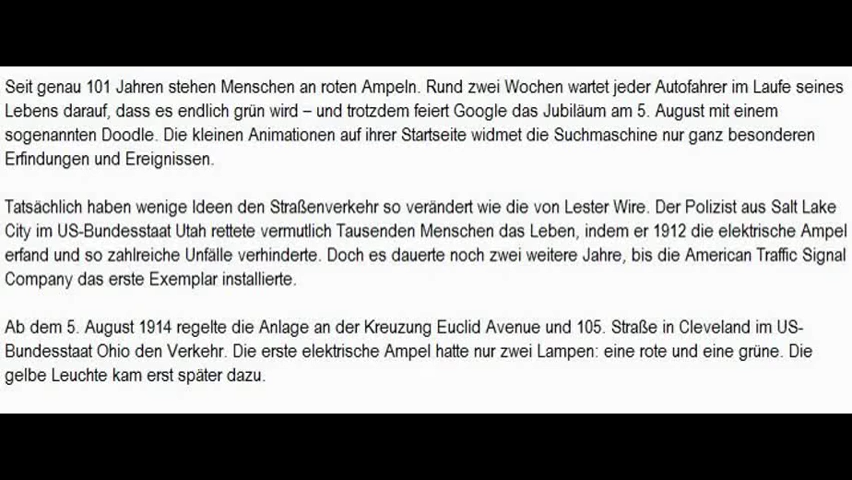 Seit genau 101 Jahren stehen Menschen an roten Ampeln. Rund zwei Wochen wartet jeder Autofahrer im Laufe seines
Lebens darauf, dass es endlich grün wird – und trotzdem feiert Google das Jubiläum am 5. August mit einem
sogenannten Doodle. Die kleinen Animationen auf ihrer Startseite widmet die Suchmaschine nur ganz besonderen
Erfindungen und Ereignissen.
Tatsächlich haben wenige Ideen den Straßenverkehr so verändert wie die von Lester Wire. Der Polizist aus Salt Lake
City im US-Bundesstaat Utah rettete vermutlich Tausenden Menschen das Leben, indem er 1912 die elektrische Ampel
erfand und so zahlreiche Unfälle verhinderte. Doch es dauerte noch zwei weitere Jahre, bis die American Traffic Signal
Company das erste Exemplar installierte.
Ab dem 5. August 1914 regelte die Anlage an der Kreuzung Euclid Avenue und 105. Straße in Cleveland im US-
Bundesstaat Ohio den Verkehr. Die erste elektrische Ampel hatte nur zwei Lampen: eine rote und eine grüne. Die
gelbe Leuchte kam erst später dazu.